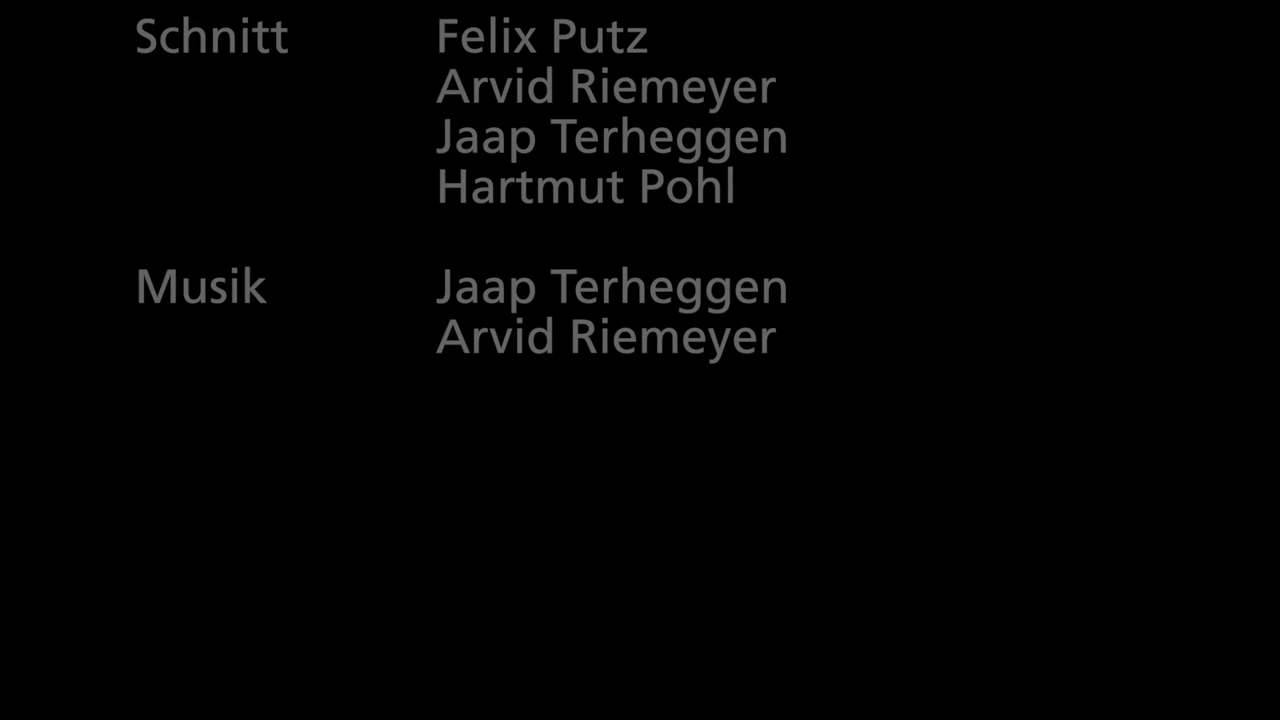 Schnitt Felix Putz
Arvid Riemeyer
Jaap Terheggen
Hartmut Pohl
Musik Jaap Terheggen
Arvid Riemeyer